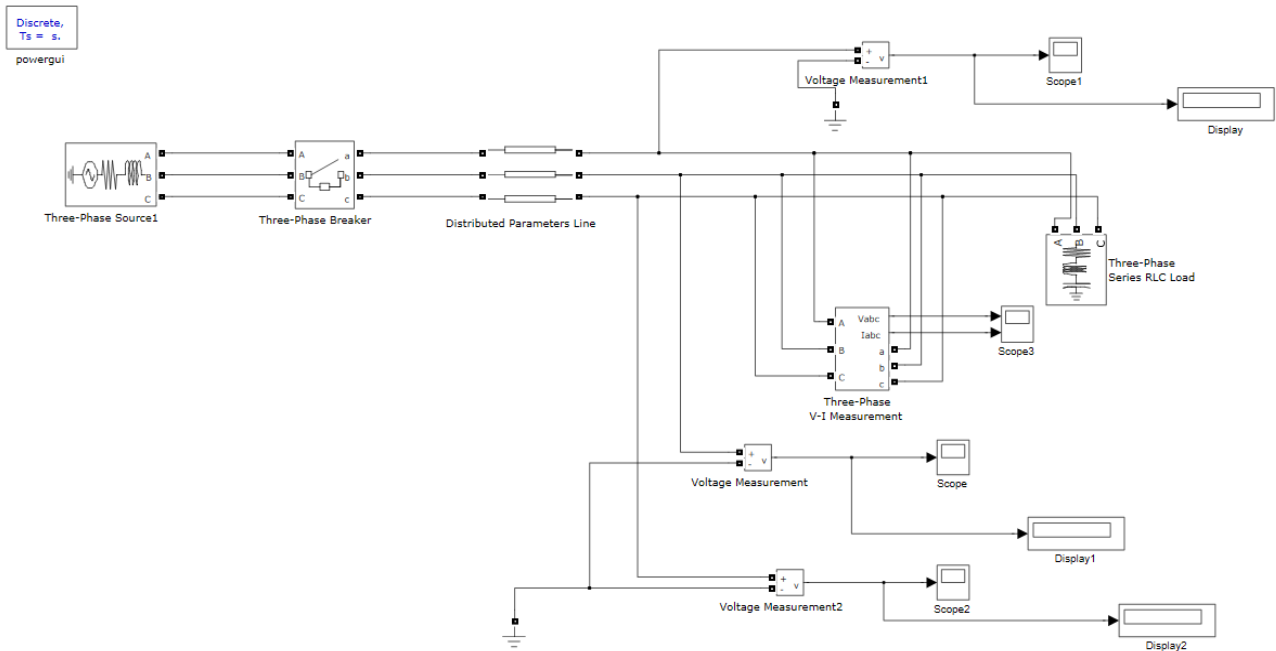 Discrete,
Ts = s.
powergui
+
-
v
Voltage Measurement1
Scope1
Display
A
B
C
Three-Phase Source1
A
B
C
a
b
c
Three-Phase Breaker
Distributed Parameters Line
A
B
C
Three-Phase
Series RLC Load
Vabc
Iabc
A
B
C
a
b
c
Three-Phase
V-I Measurement
Scope3
+
-
v
Voltage Measurement
Scope
Display1
+
-
v
Voltage Measurement2
Scope2
Display2